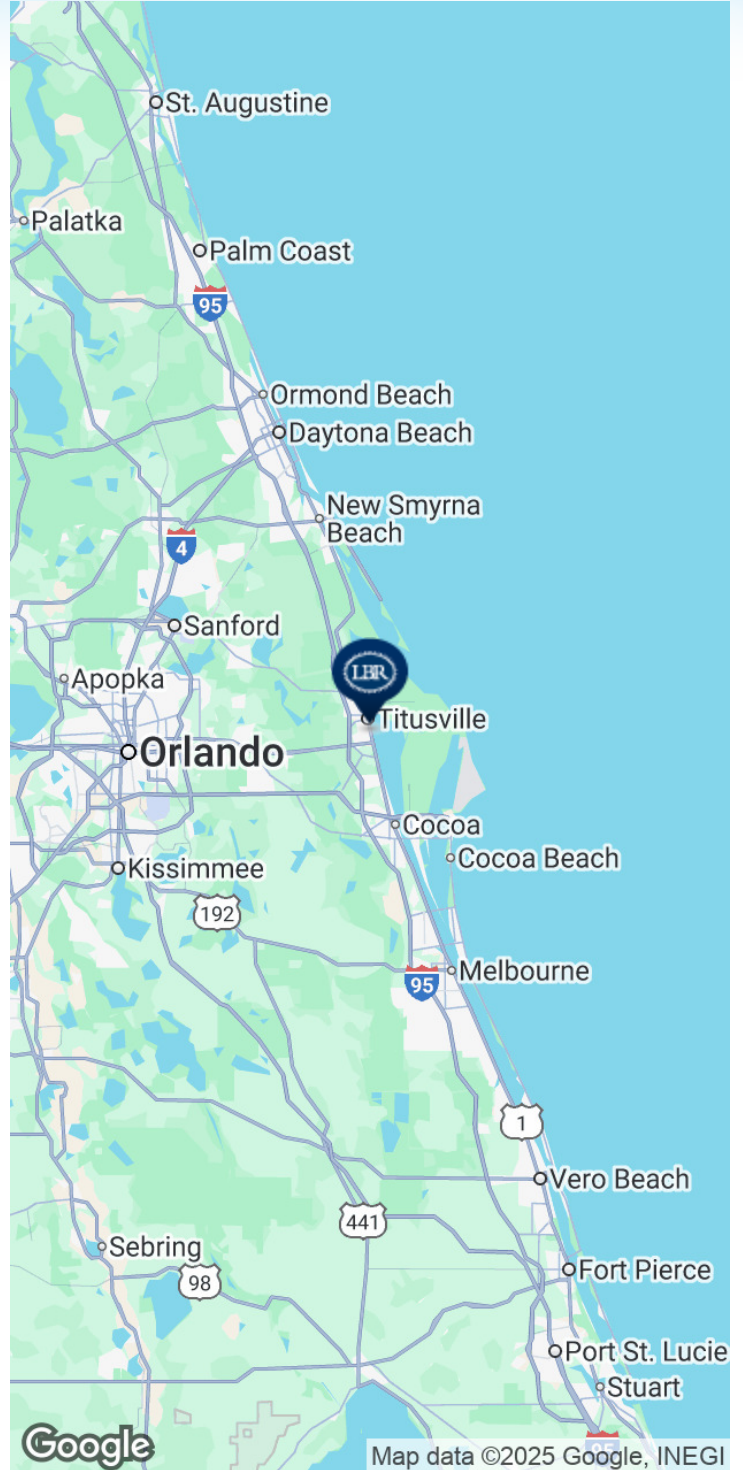 St. Augustine
Palatka
Palm Coast
95
Ormond Beach
Daytona Beach
New Smyrna
Beach
4
Sanford
LBR
Apopka
Titusville
Orlando
Cocoa
Cocoa Beach
Kissimmee
192
Melbourne
95
1
Vero Beach
441
Sebring
Fort Pierce
98
Port St. Lucie
Stuart
95
Google
Map data ©2025 Google, INEGI